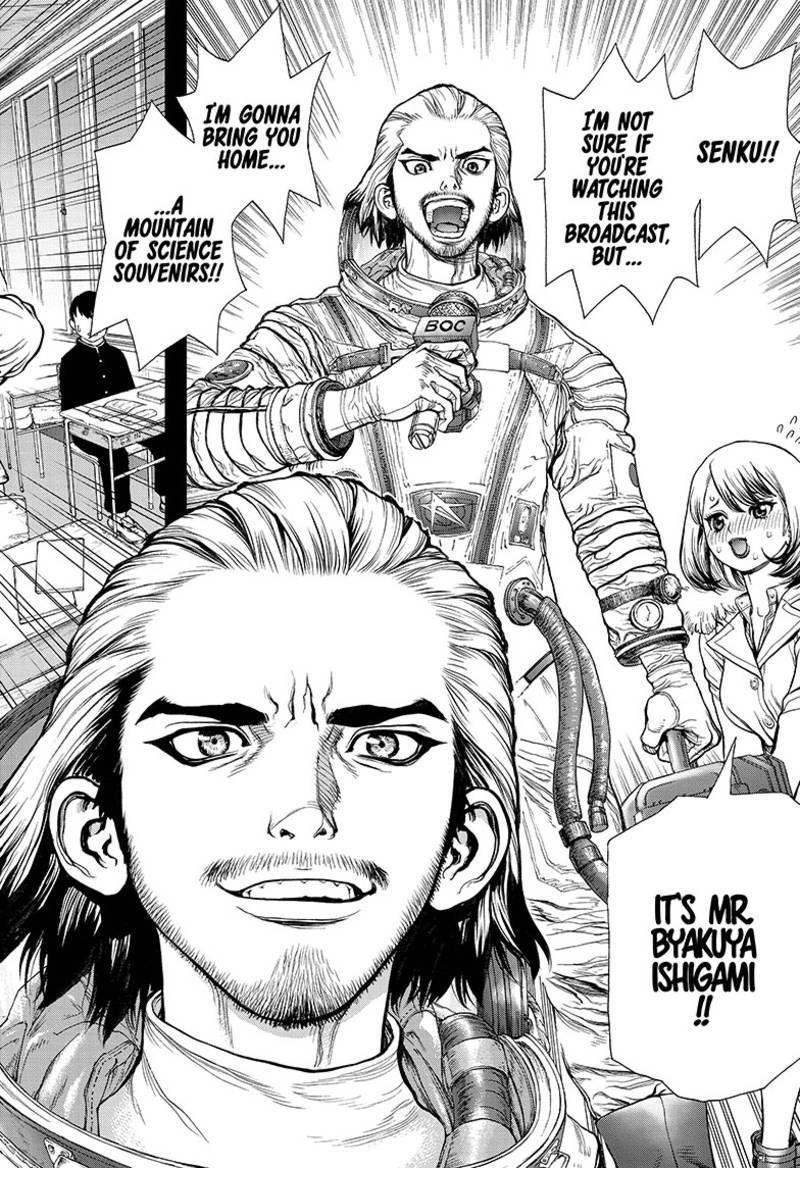 SENKU!!
I'M NOT
SURE IF
YOU'RE
WATCHING
THIS
BROADCAST,
BUT...
I'M GONNA
BRING YOU
HOME...
...A
MOUNTAIN
OF SCIENCE
SOUVENIRS!!
BOC
IT'S MR.
BYAKUYA
ISHIGAMI
!!